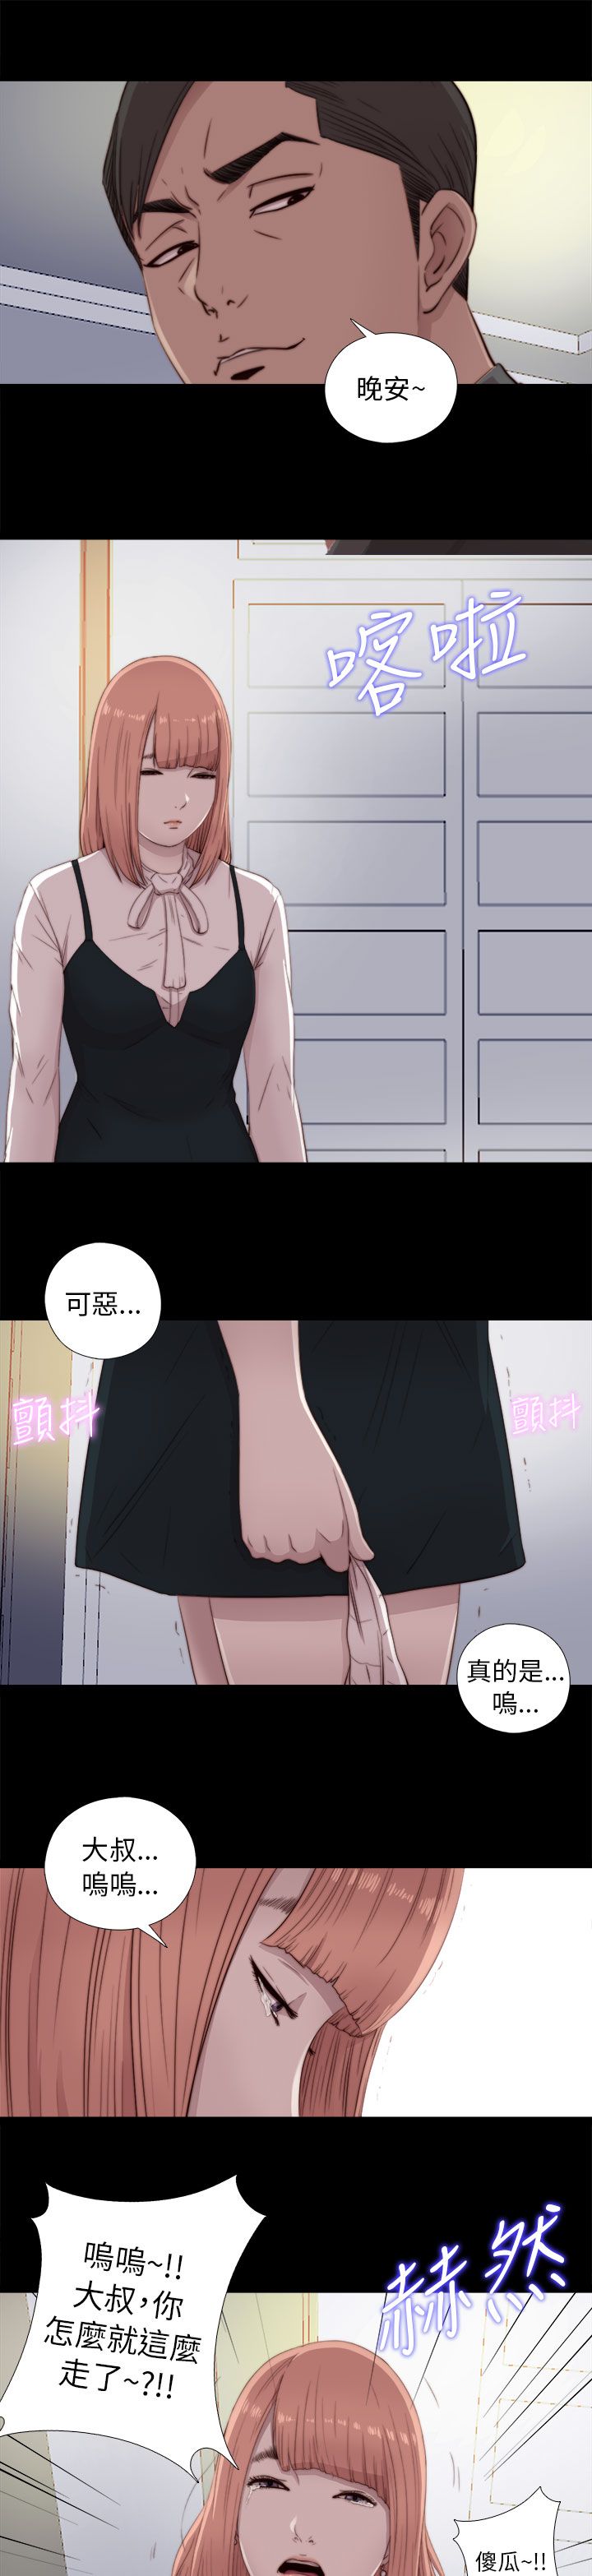 晚安~
喀啦
可惡...
顫抖
顫抖
真的是...
嗚...
大叔...
嗚嗚...
嗚嗚~!!
大叔,你
怎麼就這麼
走了~?!!
赫然
傻瓜~!!